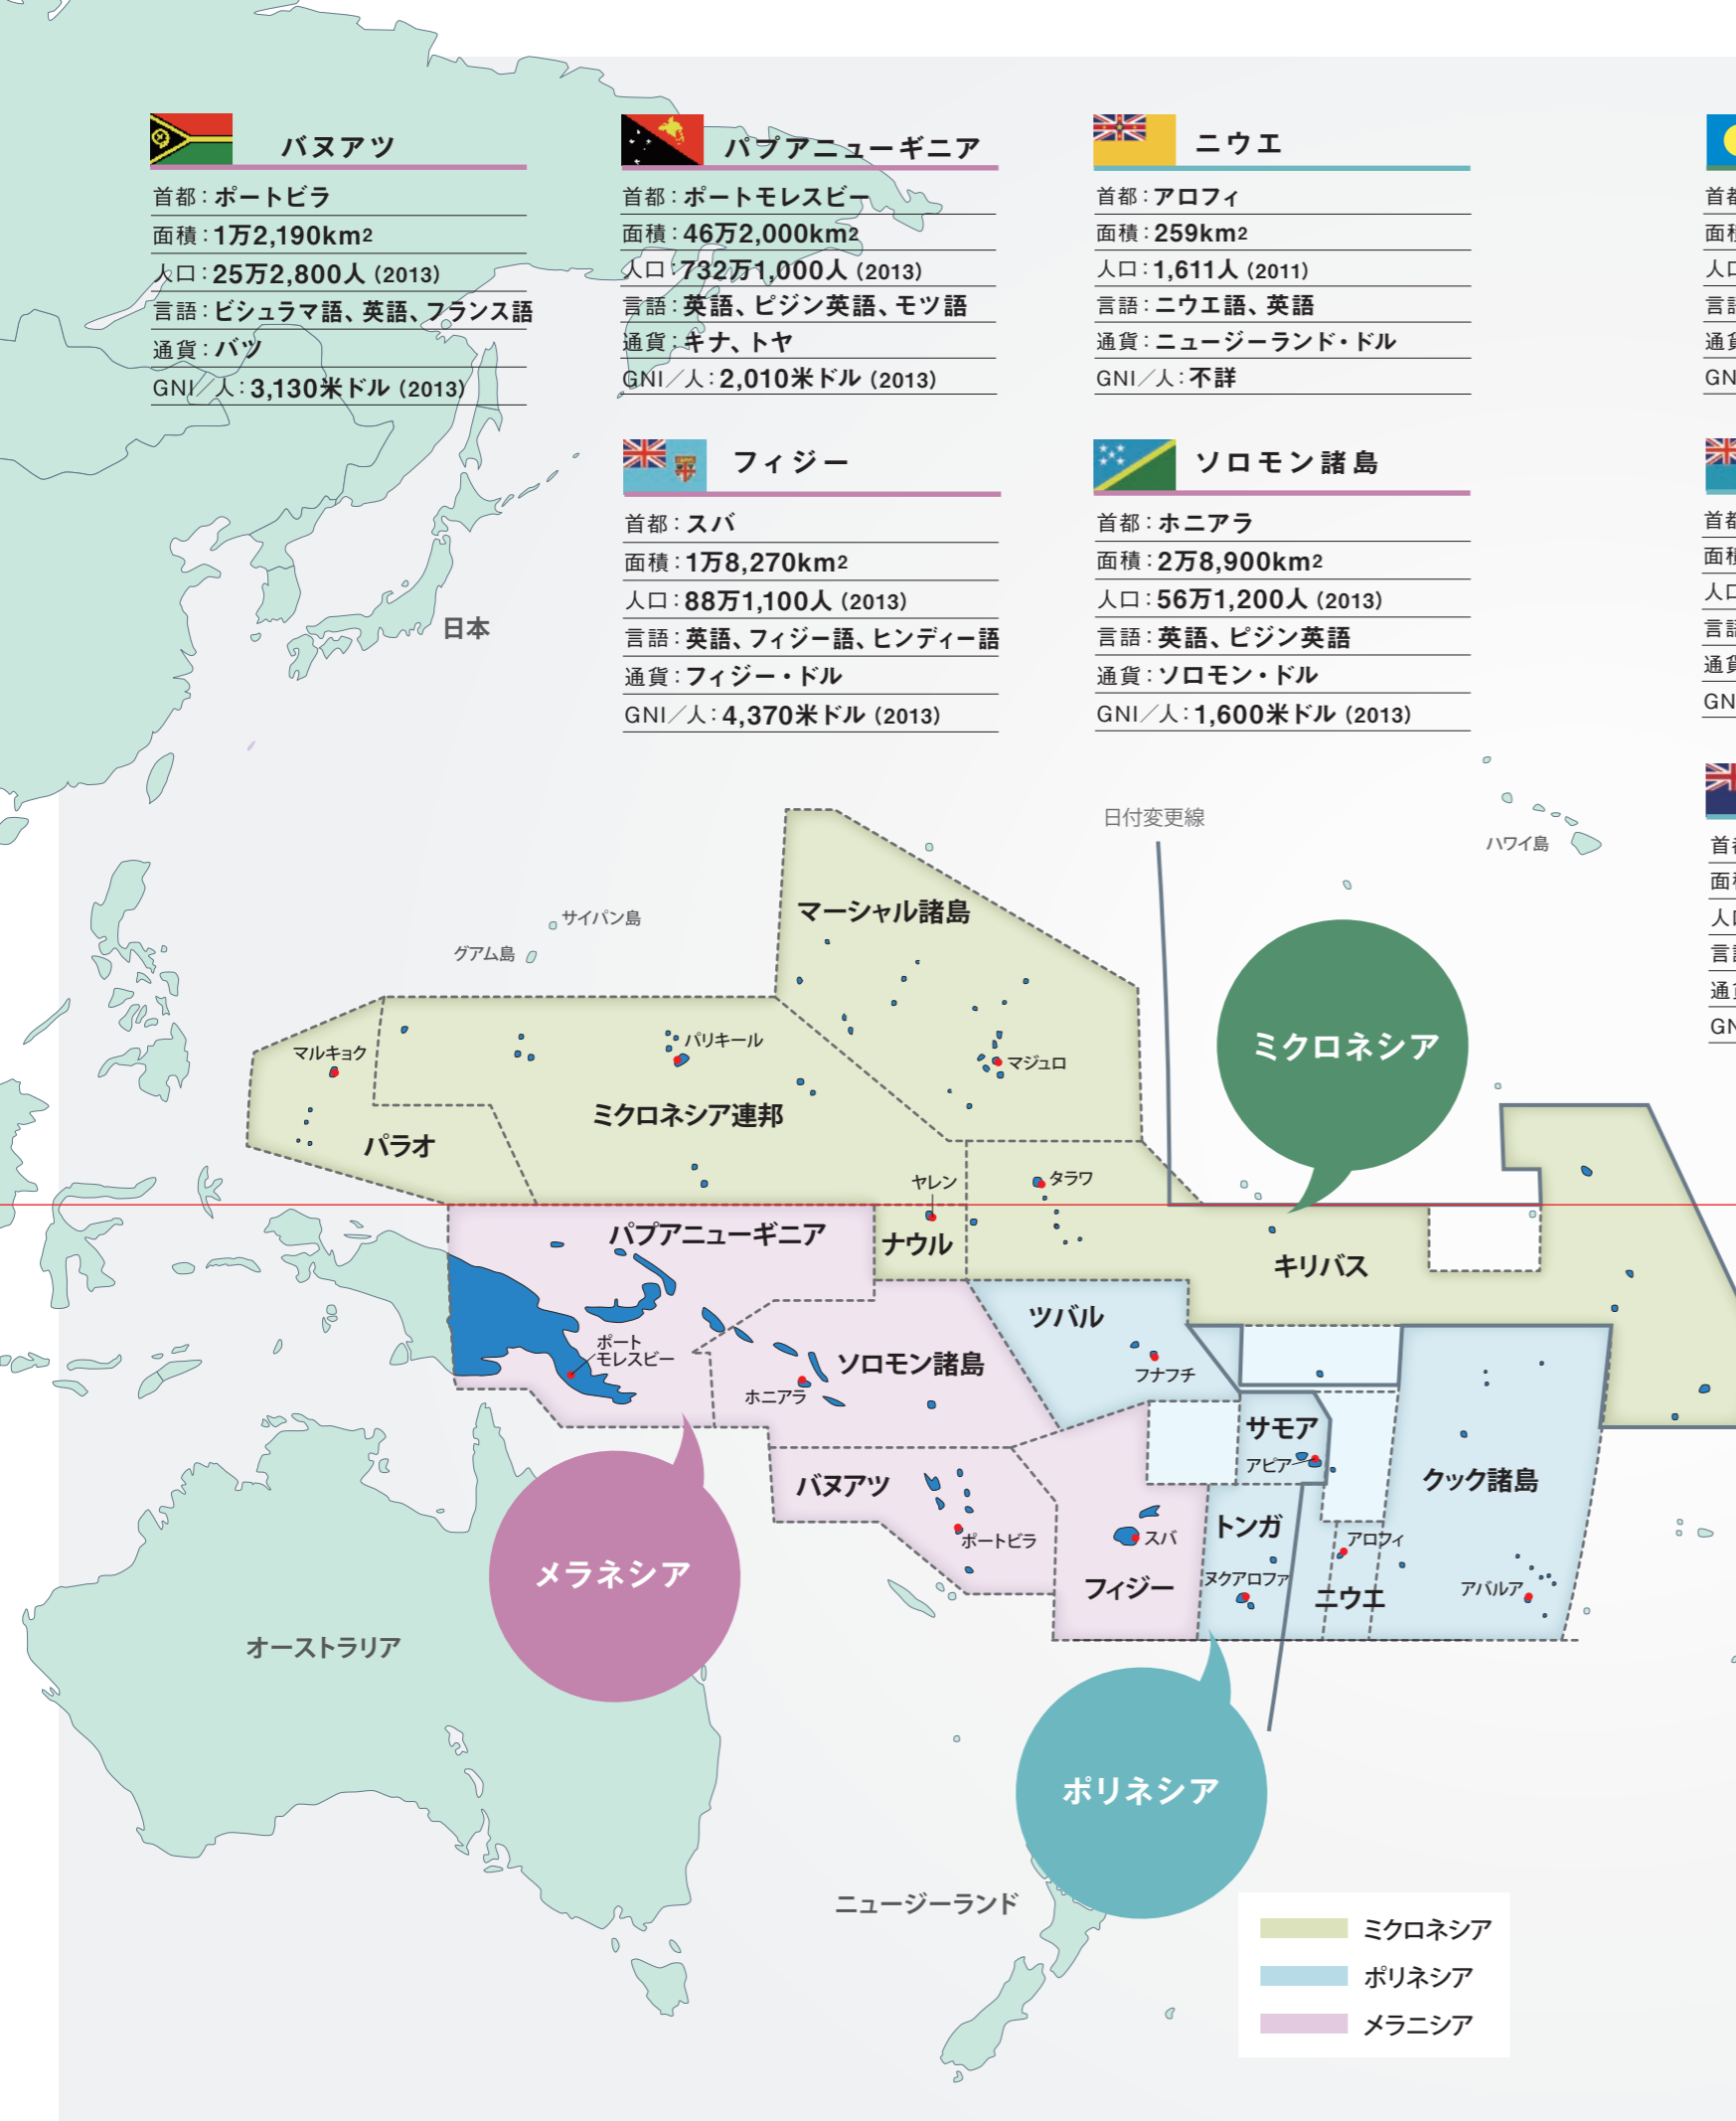 バヌアツ
首都：ポートビラ
面積：1万2,190km2
人口：25万2,800人（2013）
言語：ビシュラマ語、英語、フランス語
通貨：バツ
GNI／人：3,130米ドル（2013）
パプアニューギニア
首都：ポートモレスビー
面積：46万2,000km2
人口：732万1,000人（2013）
言語：英語、ピジン英語、モツ語
通貨：キナ、トヤ
GNI／人：2,010米ドル（2013）
ニウエ
首都：アロフィ
面積：259km2
人口：1,611人（2011）
言語：ニウエ語、英語
通貨：ニュージーランド・ドル
GNI／人：不詳
フィジー
首都：スバ
面積：1万8,270km2
人口：88万1,100人（2013）
言語：英語、フィジー語、ヒンディー語
通貨：フィジー・ドル
GNI／人：4,370米ドル（2013）
ソロモン諸島
首都：ホニアラ
面積：2万8,900km2
人口：56万1,200人（2013）
言語：英語、ピジン英語
通貨：ソロモン・ドル
GNI／人：1,600米ドル（2013）
日本
日付変更線
ハワイ島
サイパン島
グアム島
マーシャル諸島
ミクロネシア
マルキョク
パリキール
マジュロ
ミクロネシア連邦
パラオ
ヤレン
タラワ
パプアニューギニア
ナウル
キリバス
ツバル
ポート
モレスビー
ソロモン諸島
フナフチ
ホニアラ
サモア
アピア
バヌアツ
クック諸島
トンガ
ポートビラ
スバ
アロフィ
メラネシア
フィジー
ヌクアロファ
ニウエ
アバルア
オーストラリア
ポリネシア
ニュージーランド
ミクロネシア
ポリネシア
メラニシア